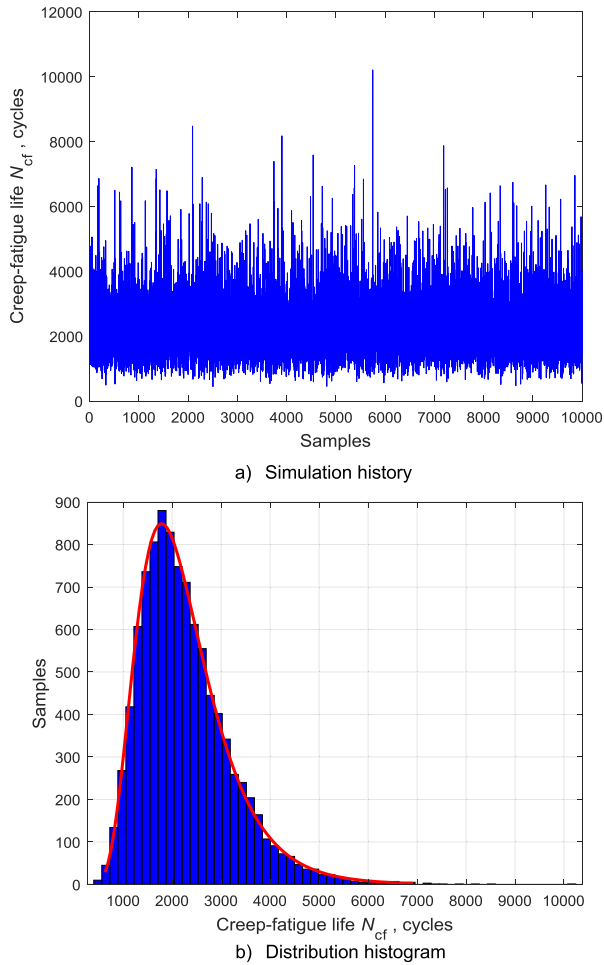 12000
10000
8000
6000
4000
2000
0
Creep-fatigue life Ncf , cycles
0 1000 2000 3000 4000 5000 6000 7000 8000 9000 10000
Samples
a) Simulation history
900
800
700
600
500
400
300
200
100
0
Samples
1000 2000 3000 4000 5000 6000 7000 8000 9000 10000
Creep-fatigue life Ncf , cycles
b) Distribution histogram